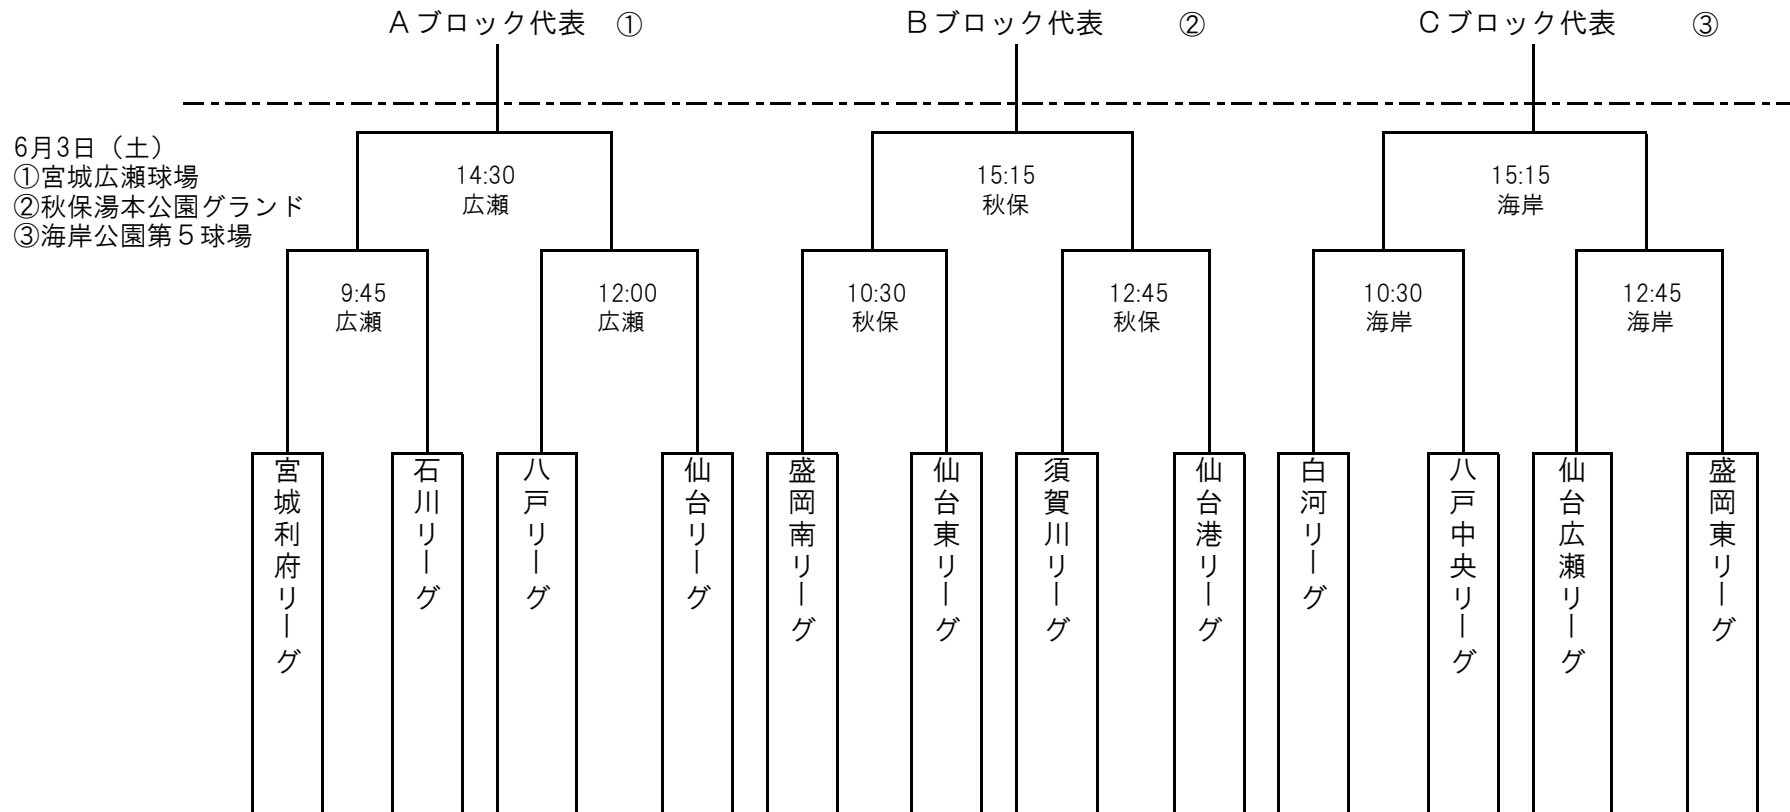 Ａブロック代表　①
Ｂブロック代表　②
Ｃブロック代表　③
6月3日（土）
①宮城広瀬球場
②秋保湯本公園グランド
③海岸公園第５球場
14:30
広瀬
15:15
秋保
15:15
海岸
9:45
広瀬
12:00
広瀬
10:30
秋保
12:45
秋保
10:30
海岸
12:45
海岸
宮城利府リーグ
石川リーグ
八戸リーグ
仙台リーグ
盛岡南リーグ
仙台東リーグ
須賀川リーグ
仙台港リーグ
白河リーグ
八戸中央リーグ
仙台広瀬リーグ
盛岡東リーグ